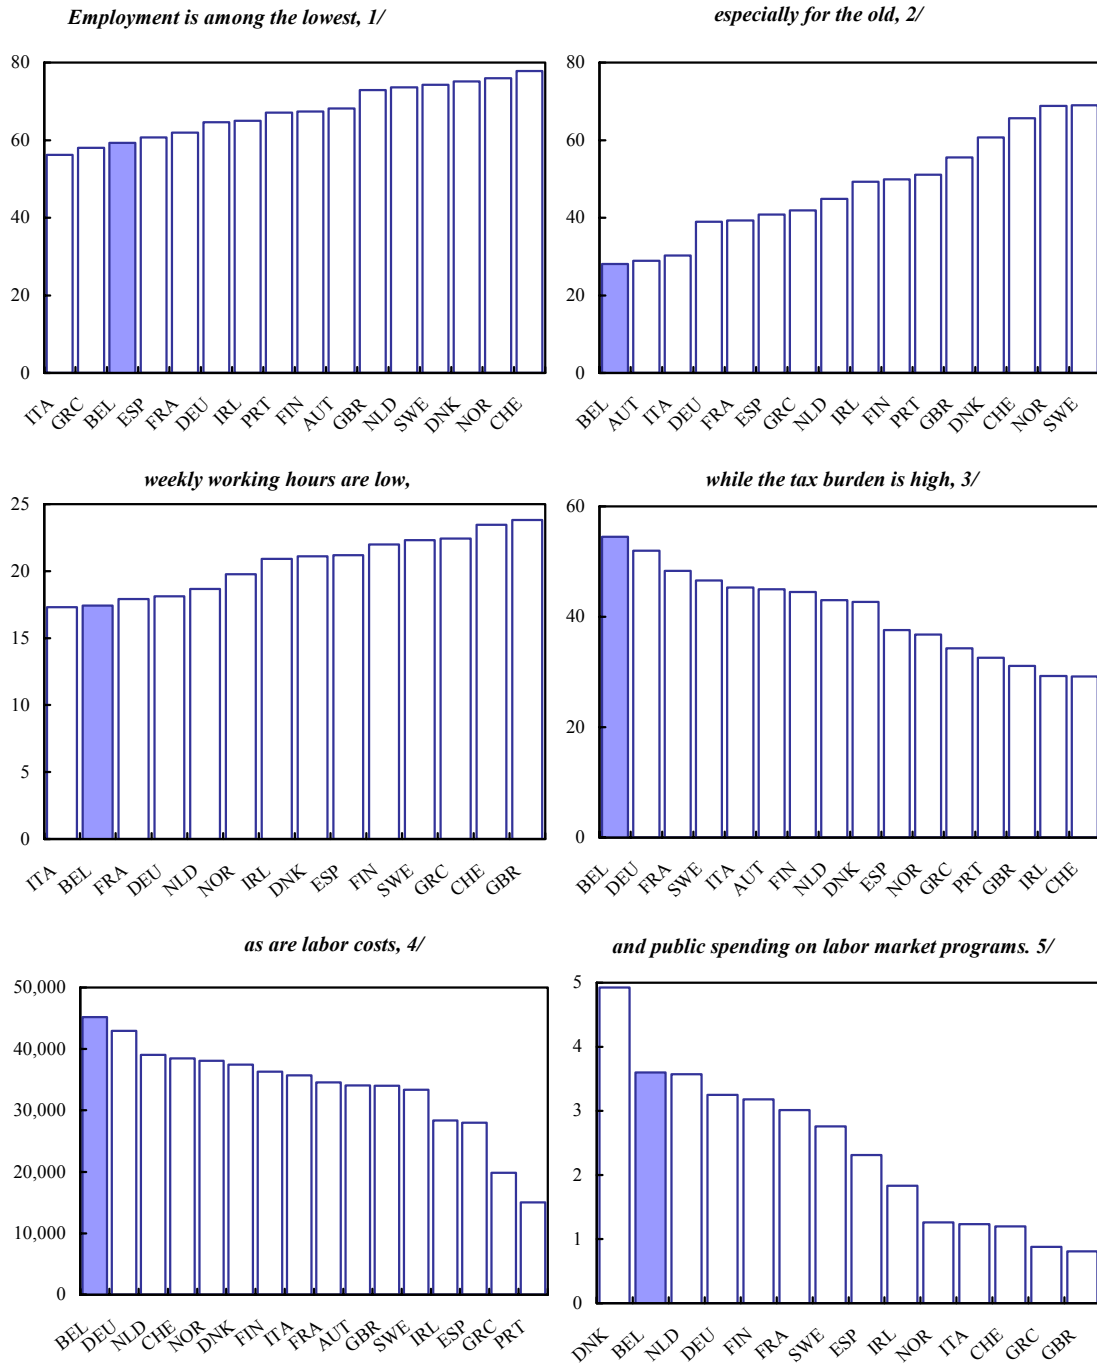 Employment is among the lowest, 1/
80
60
40
20
0
ITA GRC BEL ESP FRA DEU IRL PRT FIN AUT GBR NLD SWE DNK NOR CHE
especially for the old, 2/
80
60
40
20
0
BEL AUT ITA DEU FRA ESP GRC NLD IRL FIN PRT GBR DNK CHE NOR SWE
weekly working hours are low,
25
20
15
10
5
0
ITA BEL FRA DEU NLD NOR IRL DNK ESP FIN SWE GRC CHE GBR
while the tax burden is high, 3/
60
40
20
0
BEL DEU FRA SWE ITA AUT FIN NLD DNK ESP NOR GRC PRT GBR IRL CHE
as are labor costs, 4/
50,000
40,000
30,000
20,000
10,000
0
BEL DEU NLD CHE NOR DNK FIN ITA FRA AUT GBR SWE IRL ESP GRC PRT
and public spending on labor market programs. 5/
5
4
3
2
1
0
DNK BEL NLD DEU FIN FRA SWE ESP IRL NOR ITA CHE GRC GBR